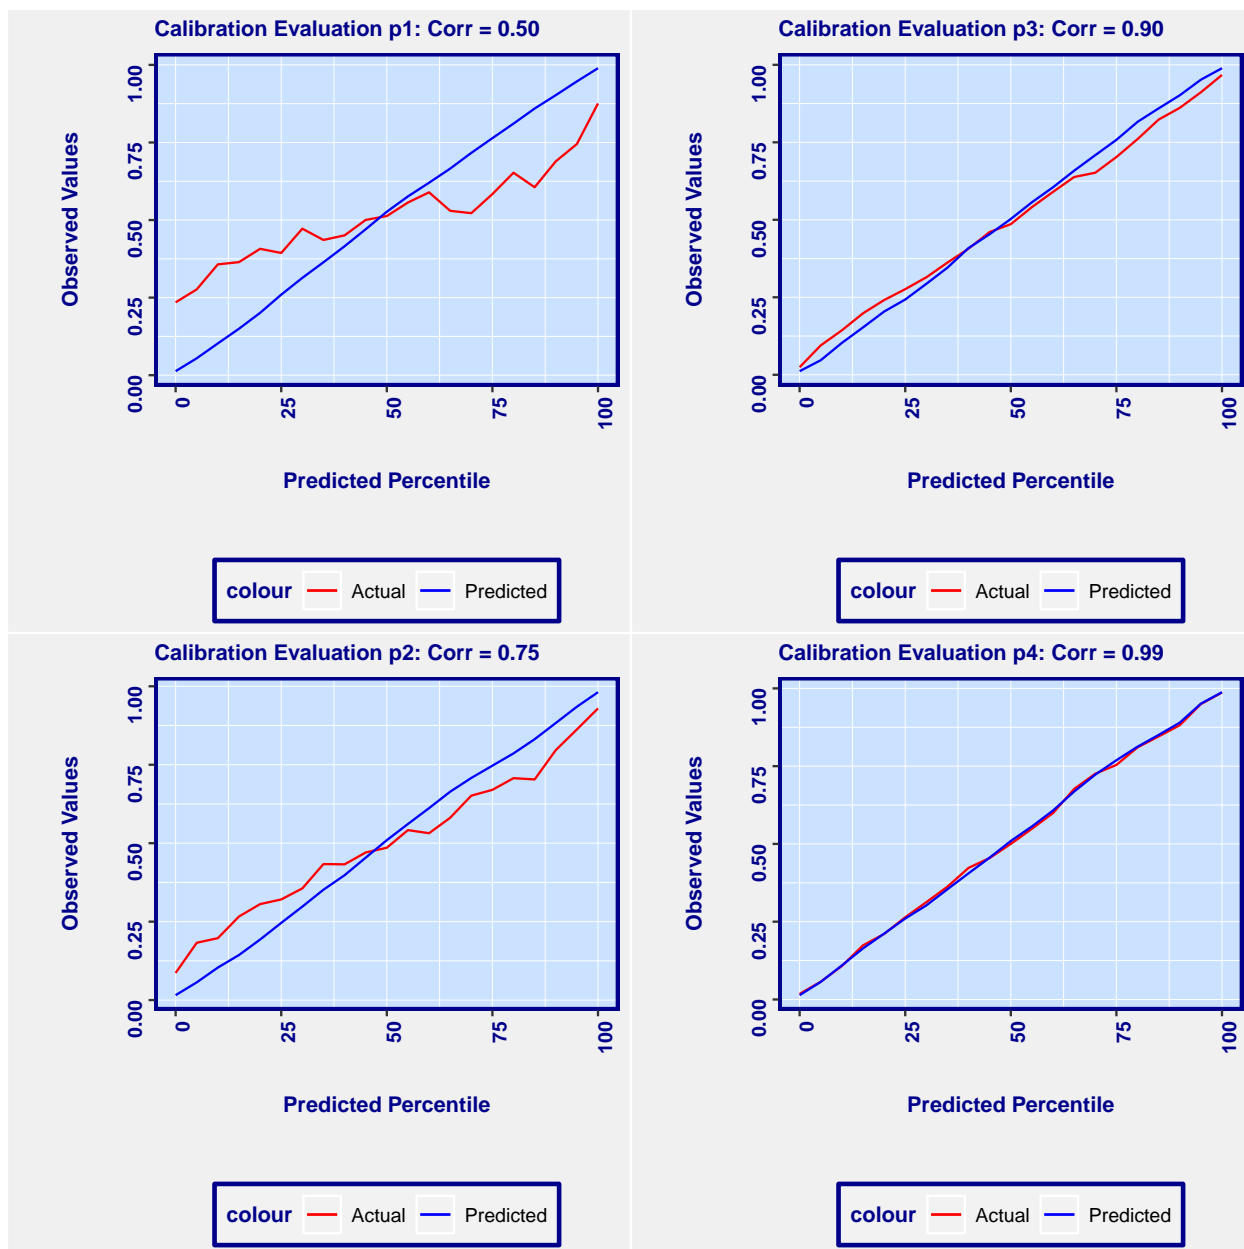 Calibration Evaluation p1: Corr = 0.50
Observed Values
1.00
0.75
0.50
0.25
0.00
0 25 50 75 100
Predicted Percentile
colour Actual Predicted
Calibration Evaluation p3: Corr = 0.90
Observed Values
1.00
0.75
0.50
0.25
0.00
0 25 50 75 100
Predicted Percentile
colour Actual Predicted
Calibration Evaluation p2: Corr = 0.75
Observed Values
1.00
0.75
0.50
0.25
0.00
0 25 50 75 100
Predicted Percentile
colour Actual Predicted
Calibration Evaluation p4: Corr = 0.99
Observed Values
1.00
0.75
0.50
0.25
0.00
0 25 50 75 100
Predicted Percentile
colour Actual Predicted